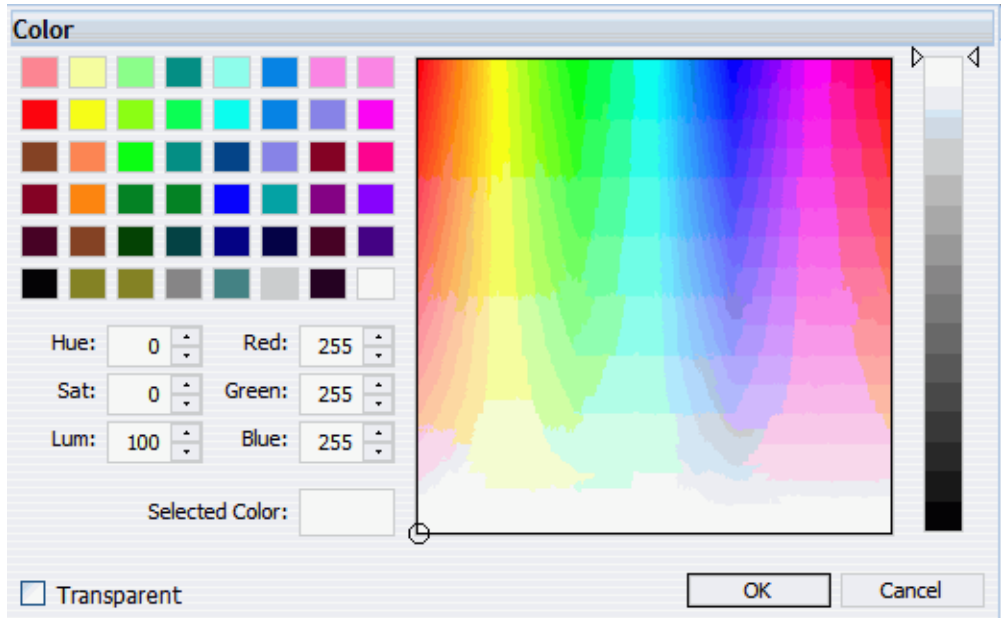 Color
Hue: 0 Red: 255
Sat: 0 Green: 255
Lum: 100 Blue: 255
Selected Color:
Transparent OK Cancel